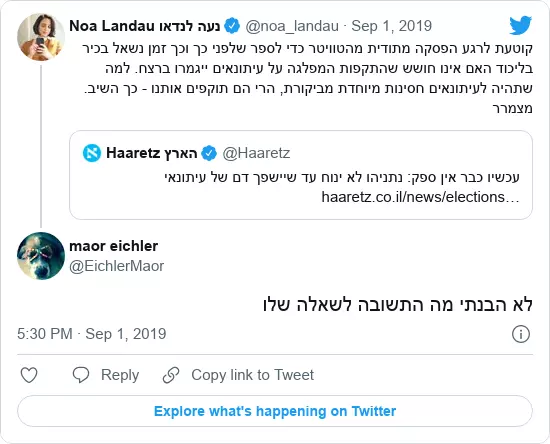 Noa Landau נעה לנדאו @noa_landau · Sep 1, 2019
קוטעת לרגע הפסקה מתודית מהטוויטר כדי לספר שלפני כך וכך זמן נשאל בכיר
בליכוד האם אינו חושש שהתקפות המפלגה על עיתונאים ייגמרו ברצח. למה
שתהיה לעיתונאים חסינות מיוחדת מביקורת, הרי הם תוקפים אותנו - כך השיב.
מצמרר
Haaretz הארץ @Haaretz
עכשיו כבר אין ספק: נתניהו לא ינוח עד שיישפך דם של עיתונאי
haaretz.co.il/news/elections…
maor eichler
@EichlerMaor
לא הבנתי מה התשובה לשאלה שלו
5:30 PM · Sep 1, 2019
Reply
Copy link to Tweet
Explore what's happening on Twitter